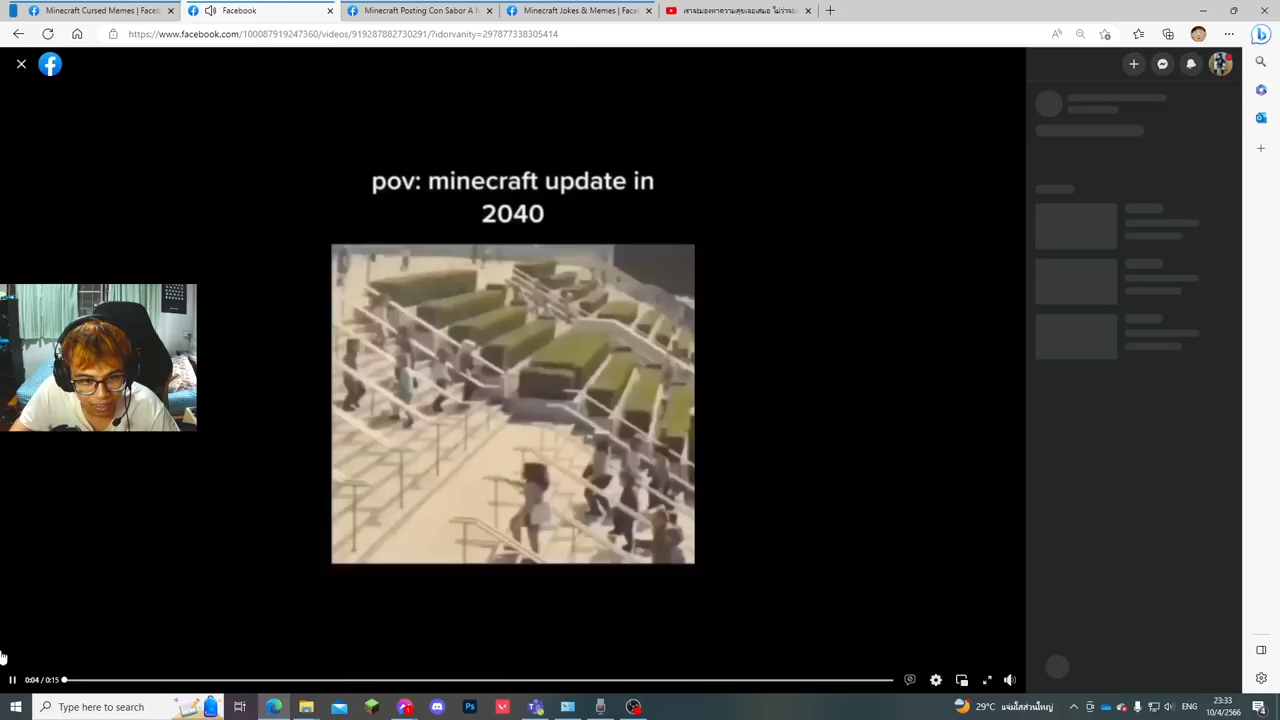 Minecraft Cursed Memes | Faceb
Facebook
Minecraft Posting Con Sabor A
Minecraft Jokes & Memes | Face
https://www.facebook.com/100087919247360/videos/919287882730291/?idorvanity=297877338305414
pov: minecraft update in
2040
0:04 / 0:15
Type here to search
29°C
ENG
23:33
10/4/2566